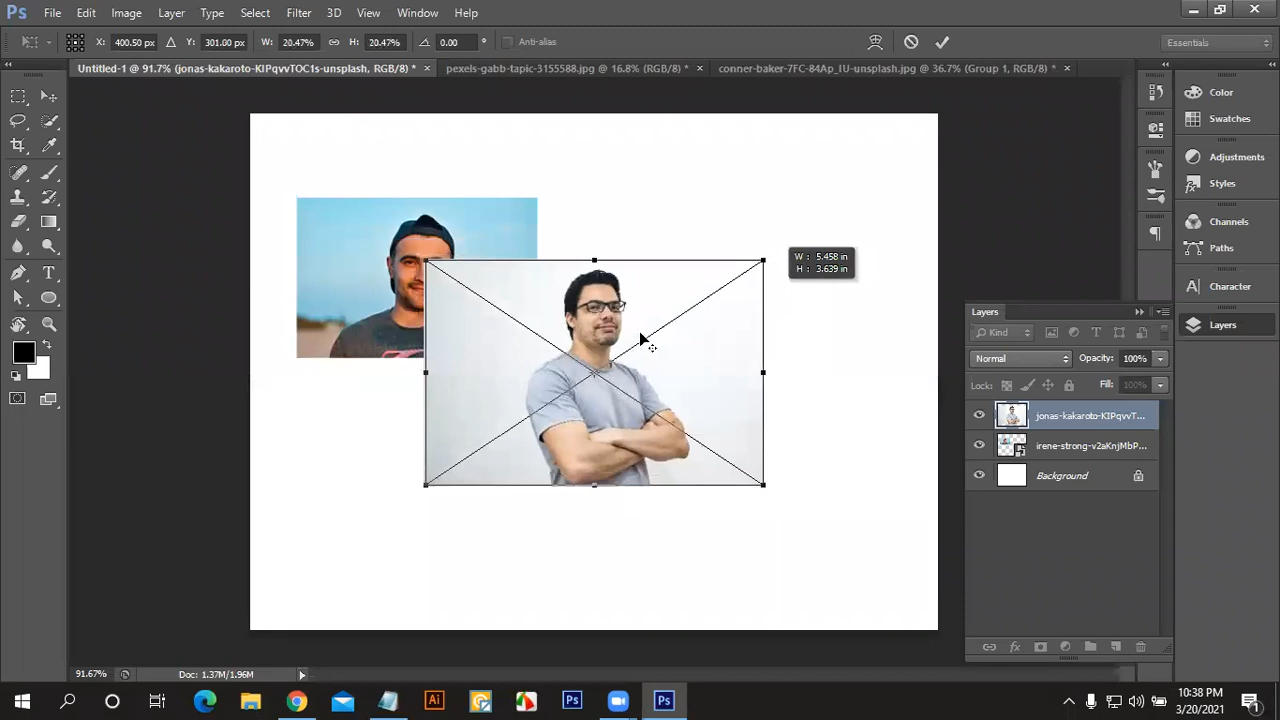 Ps File Edit Image Layer Type Select Filter 3D View Window Help
X: 400.50 px Y: 301.00 px W: 20.47% H: 20.47% 0.00 ° Anti-alias Essentials
Untitled-1 @ 91.7% (jonas-kakaroto-KIPqvvTOC1s-unsplash, RGB/8) * × pexels-gabb-tapic-3155588.jpg @ 16.8% (RGB/8) * × conner-baker-7FC-84Ap_IU-unsplash.jpg @ 36.7% (Group 1, RGB/8) * ×
Color
Swatches
Adjustments
Styles
Channels
Paths
Character
Layers
W : 5.458 in
H : 3.639 in
Layers
Kind
Normal Opacity: 100%
Lock: Fill: 100%
jonas-kakaroto-KIPqvvT...
irene-strong-v2aKnjMbP...
Background
T
fx
91.67% Doc: 1.37M/1.96M
Ai Ps Ps
10:38 PM
3/20/2021
1